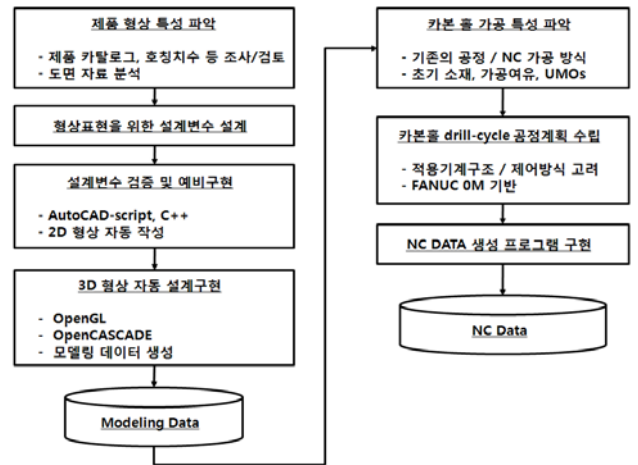 제품 형상 특성 파악
- 제품 카탈로그, 호칭치수 등 조사/검토
- 도면 자료 분석
형상표현을 위한 설계변수 설계
설계변수 검증 및 예비구현
- AutoCAD-script, C++
- 2D 형상 자동 작성
3D 형상 자동 설계구현
- OpenGL
- OpenCASCADE
- 모델링 데이터 생성
Modeling Data
카본 홀 가공 특성 파악
- 기존의 공정 / NC 가공 방식
- 초기 소재, 가공여유, UMOs
카본홀 drill-cycle 공정계획 수립
- 적용기계구조 / 제어방식 고려
- FANUC 0M 기반
NC DATA 생성 프로그램 구현
NC Data